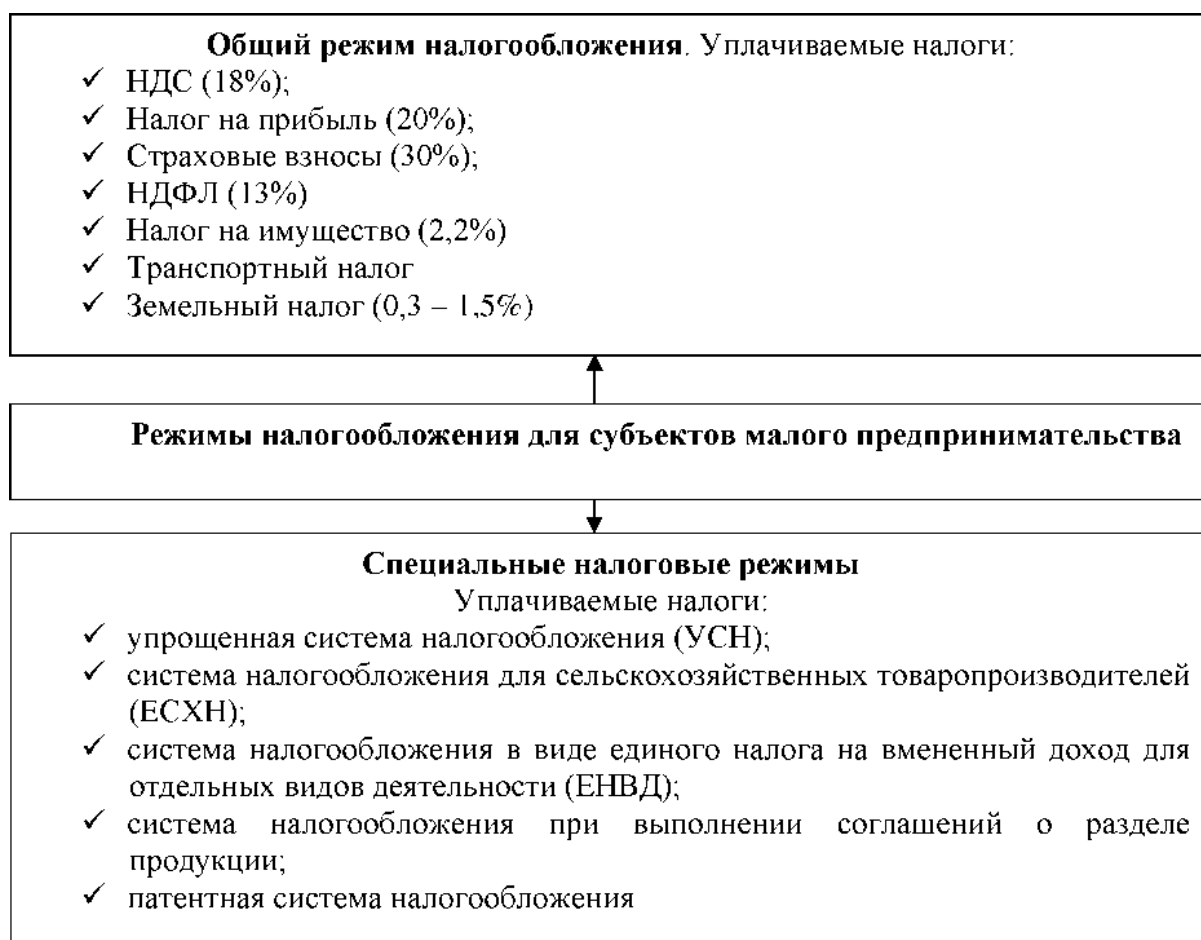 Общий режим налогообложения. Уплачиваемые налоги:
✓ НДС (18%);
✓ Налог на прибыль (20%);
✓ Страховые взносы (30%);
✓ НДФЛ (13%)
✓ Налог на имущество (2,2%)
✓ Транспортный налог
✓ Земельный налог (0,3 – 1,5%)
Режимы налогообложения для субъектов малого предпринимательства
Специальные налоговые режимы
Уплачиваемые налоги:
✓ упрощенная система налогообложения (УСН);
✓ система налогообложения для сельскохозяйственных товаропроизводителей
(ЕСХН);
✓ система налогообложения в виде единого налога на вмененный доход для
отдельных видов деятельности (ЕНВД);
✓ система налогообложения при выполнении соглашений о разделе
продукции;
✓ патентная система налогообложения